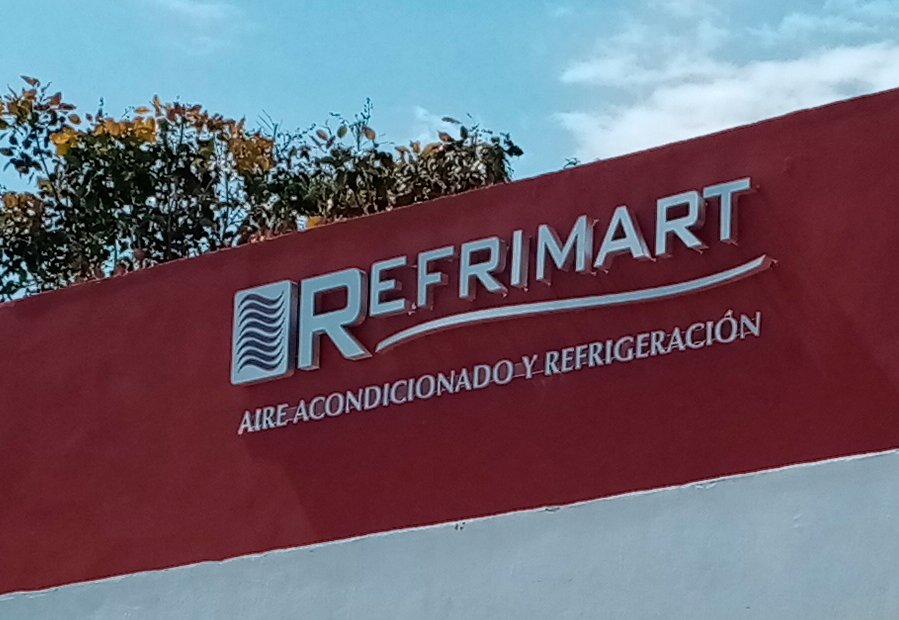 REFRIMART
AIRE ACONDICIONADO Y REFRIGERACIÓN